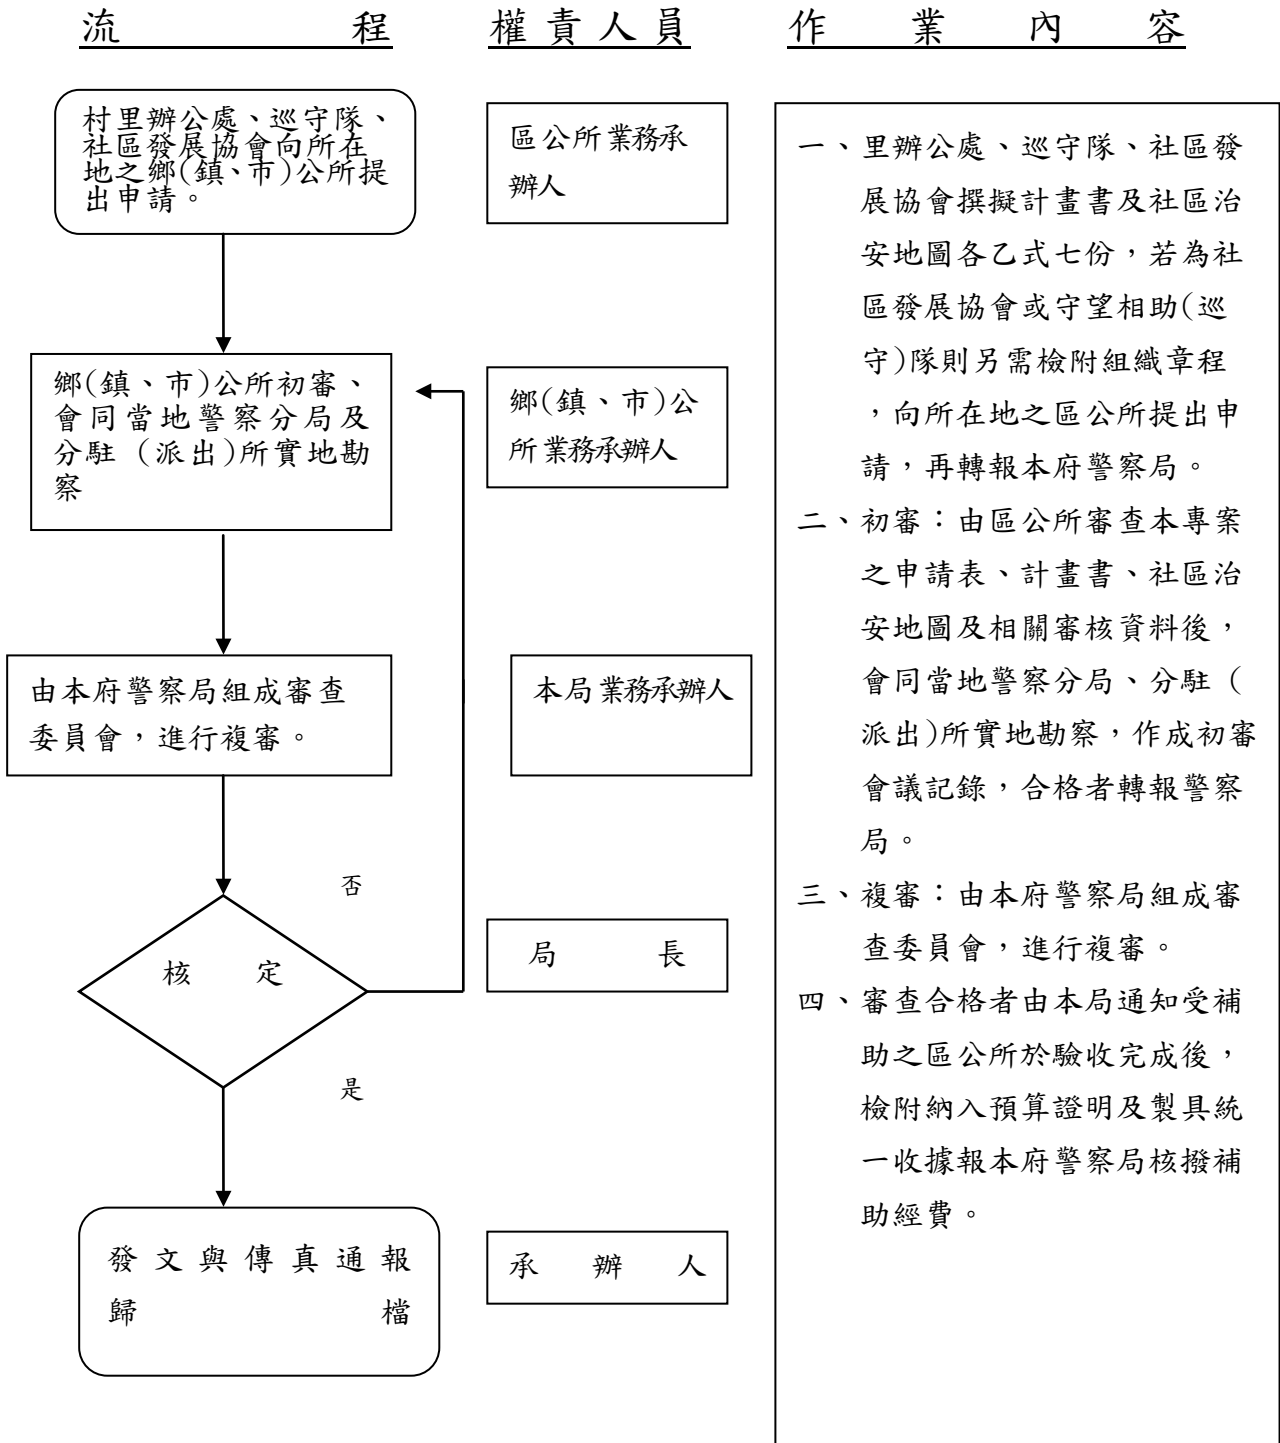 流程
權責人員
作業內容
村里辦公處、巡守隊、
社區發展協會向所在
地之鄉(鎮、市)公所提
出申請。
區公所業務承
辦人
鄉(鎮、市)公所初審、
會同當地警察分局及
分駐（派出)所實地勘
察
鄉(鎮、市)公
所業務承辦人
由本府警察局組成審查
委員會，進行複審。
本局業務承辦人
否
核定
局長
是
發文與傳真通報
歸檔
承辦人
一、里辦公處、巡守隊、社區發
展協會撰擬計畫書及社區治
安地圖各乙式七份，若為社
區發展協會或守望相助(巡
守)隊則另需檢附組織章程
，向所在地之區公所提出申
請，再轉報本府警察局。
二、初審：由區公所審查本專案
之申請表、計畫書、社區治
安地圖及相關審核資料後，
會同當地警察分局、分駐（
派出)所實地勘察，作成初審
會議記錄，合格者轉報警察
局。
三、複審：由本府警察局組成審
查委員會，進行複審。
四、審查合格者由本局通知受補
助之區公所於驗收完成後，
檢附納入預算證明及製具統
一收據報本府警察局核撥補
助經費。